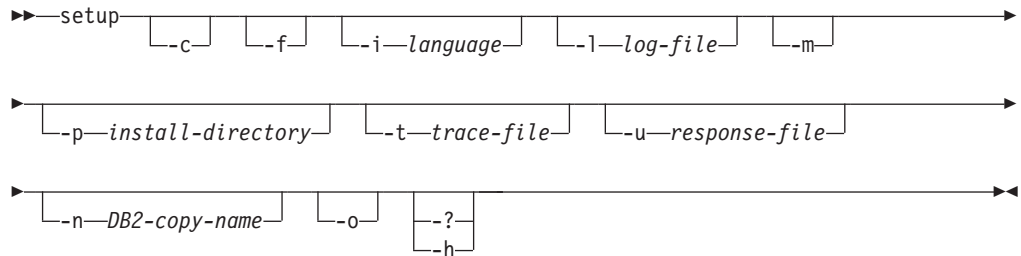 setup -c -f -i language -l log-file -m
-p install-directory -t trace-file -u response-file
-n DB2-copy-name -o -?
-h